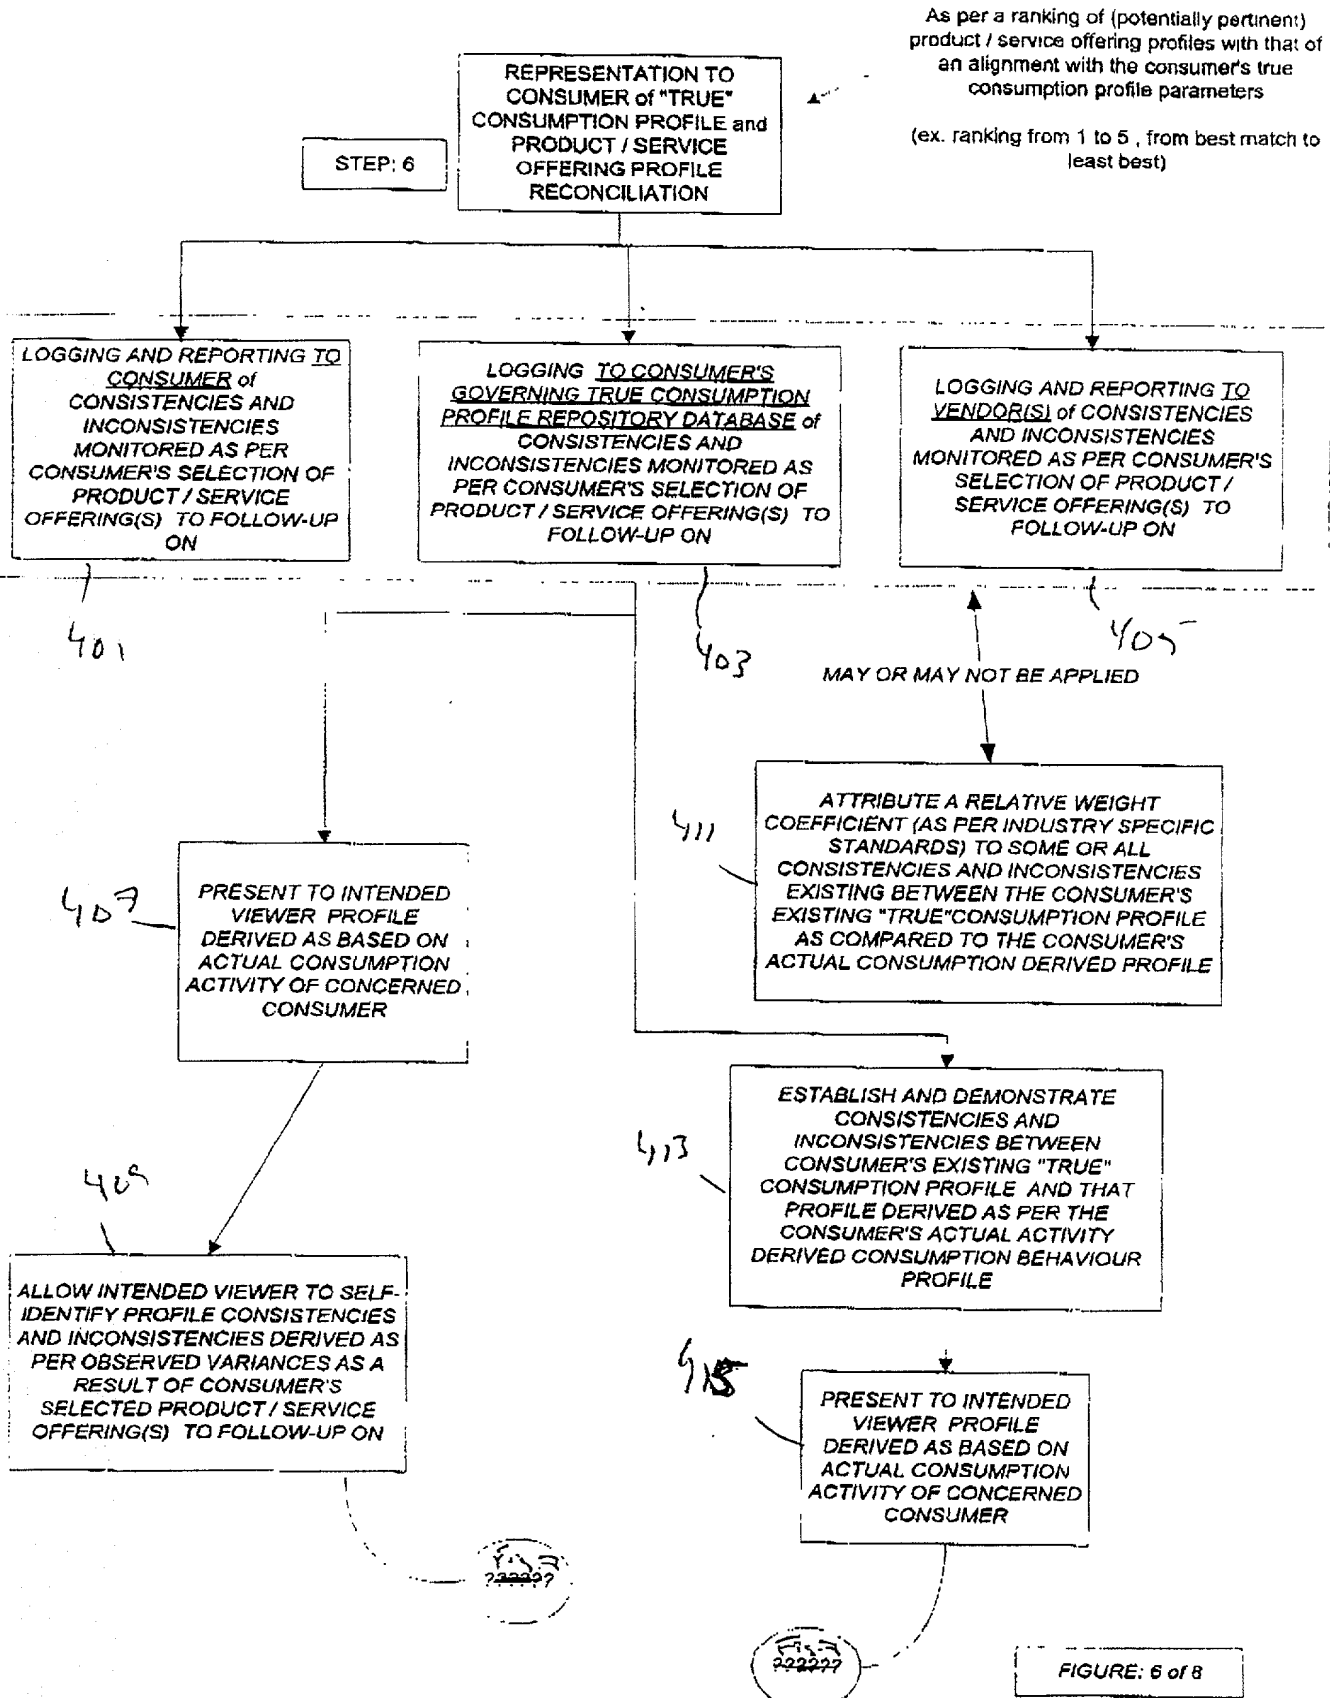 As per a ranking of (potentially pertinent)
product / service offering profiles with that of
an alignment with the consumer's true
consumption profile parameters
(ex. ranking from 1 to 5 , from best match to
least best)
REPRESENTATION TO
CONSUMER of "TRUE"
CONSUMPTION PROFILE and
PRODUCT / SERVICE
OFFERING PROFILE
RECONCILIATION
STEP: 6
LOGGING AND REPORTING TO
CONSUMER of
CONSISTENCIES AND
INCONSISTENCIES
MONITORED AS PER
CONSUMER'S SELECTION OF
PRODUCT / SERVICE
OFFERING(S) TO FOLLOW-UP
ON
LOGGING TO CONSUMER'S
GOVERNING TRUE CONSUMPTION
PROFILE REPOSITORY DATABASE of
CONSISTENCIES AND
INCONSISTENCIES MONITORED AS
PER CONSUMER'S SELECTION OF
PRODUCT / SERVICE OFFERING(S) TO
FOLLOW-UP ON
LOGGING AND REPORTING TO
VENDOR(S) of CONSISTENCIES
AND INCONSISTENCIES
MONITORED AS PER CONSUMER'S
SELECTION OF PRODUCT /
SERVICE OFFERING(S) TO
FOLLOW-UP ON
401
403
405
MAY OR MAY NOT BE APPLIED
411
ATTRIBUTE A RELATIVE WEIGHT
COEFFICIENT (AS PER INDUSTRY SPECIFIC
STANDARDS) TO SOME OR ALL
CONSISTENCIES AND INCONSISTENCIES
EXISTING BETWEEN THE CONSUMER'S
EXISTING "TRUE"CONSUMPTION PROFILE
AS COMPARED TO THE CONSUMER'S
ACTUAL CONSUMPTION DERIVED PROFILE
407
PRESENT TO INTENDED
VIEWER PROFILE
DERIVED AS BASED ON
ACTUAL CONSUMPTION
ACTIVITY OF CONCERNED
CONSUMER
413
ESTABLISH AND DEMONSTRATE
CONSISTENCIES AND
INCONSISTENCIES BETWEEN
CONSUMER'S EXISTING "TRUE"
CONSUMPTION PROFILE AND THAT
PROFILE DERIVED AS PER THE
CONSUMER'S ACTUAL ACTIVITY
DERIVED CONSUMPTION BEHAVIOUR
PROFILE
409
ALLOW INTENDED VIEWER TO SELF-
IDENTIFY PROFILE CONSISTENCIES
AND INCONSISTENCIES DERIVED AS
PER OBSERVED VARIANCES AS A
RESULT OF CONSUMER'S
SELECTED PRODUCT / SERVICE
OFFERING(S) TO FOLLOW-UP ON
415
PRESENT TO INTENDED
VIEWER PROFILE
DERIVED AS BASED ON
ACTUAL CONSUMPTION
ACTIVITY OF CONCERNED
CONSUMER
??????
??????
FIGURE: 6 of 8